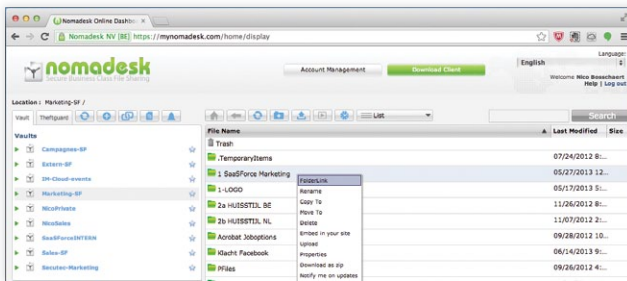 Nomadesk Online Dashbo
Nomadesk NV [BE] https://mynomadesk.com/home/display
Language:
English
nomadesk
Secure Business Class File Sharing
Account Management
Download Client
Welcome Nico Bosschaert
Help | Log out
Location : Marketing-SF /
Vault Theftguard
List
Search
Vaults
File Name Last Modified Size
Campagnes-SF
Trash
Extern-SF
.TemporaryItems 07/24/2012 8:...
IM-Cloud-events
1 SaaSForce Marketing 05/27/2013 12...
FolderLink
Marketing-SF
1-LOGO 05/17/2013 5:...
Rename
NicoPrivate
2a HUISSTIJL BE 11/26/2012 8:...
Copy To
Move To
NicoSales
2b HUISSTIJL NL 11/07/2012 2:...
Delete
SaaSForceINTERN
Acrobat Joboptions 09/28/2012 10...
Embed in your site
Upload
Sales-SF
Klacht Facebook 06/14/2013 9:...
Properties
Secutec-Marketing
PFiles 09/26/2012 4:...
Download as zip
Notify me on updates